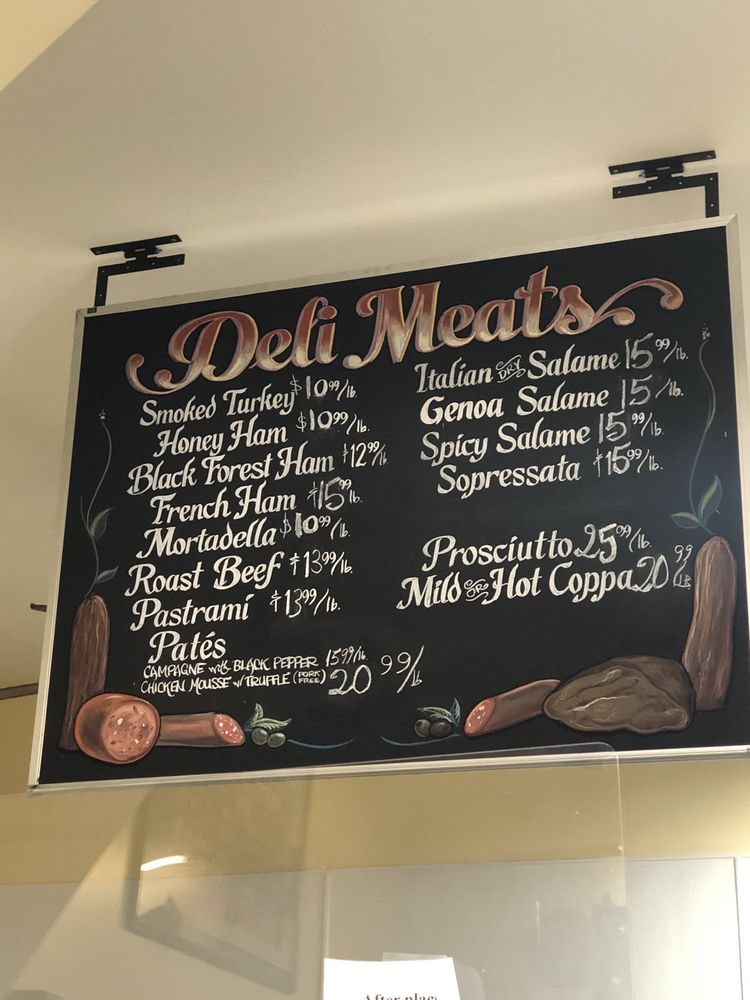 Deli Meats
Smoked Turkey $10 99/lb.
Honey Ham $10 99/lb.
Black Forest Ham $12 99/lb.
French Ham $15 99/lb.
Mortadella $10 99/lb.
Roast Beef $13 99/lb.
Pastrami $13 99/lb.
Patés
CAMPAGNE with BLACK PEPPER 15 99/lb.
CHICKEN MOUSSE w/ TRUFFLE (PORK FREE) 20 99/
Italian DRY Salame 15 99/lb.
Genoa Salame 15 /lb.
Spicy Salame 15 99/lb.
Sopressata $15 99/lb.
Prosciutto 25 99/lb.
Mild OR Hot Coppa 20 99/LB
After